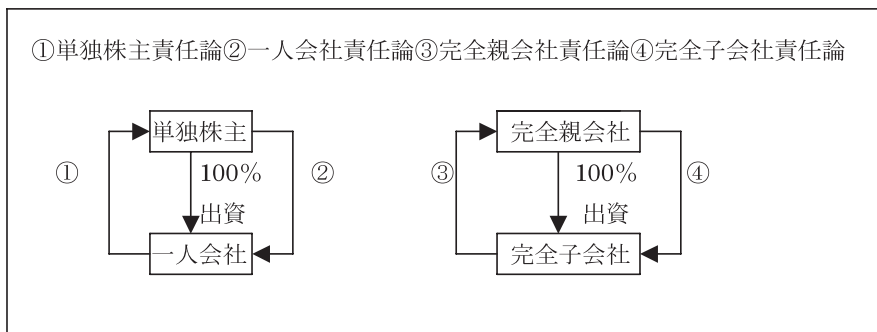 ①単独株主責任論②一人会社責任論③完全親会社責任論④完全子会社責任論
単独株主
完全親会社
①
100%
②
③
100%
④
出資
出資
一人会社
完全子会社